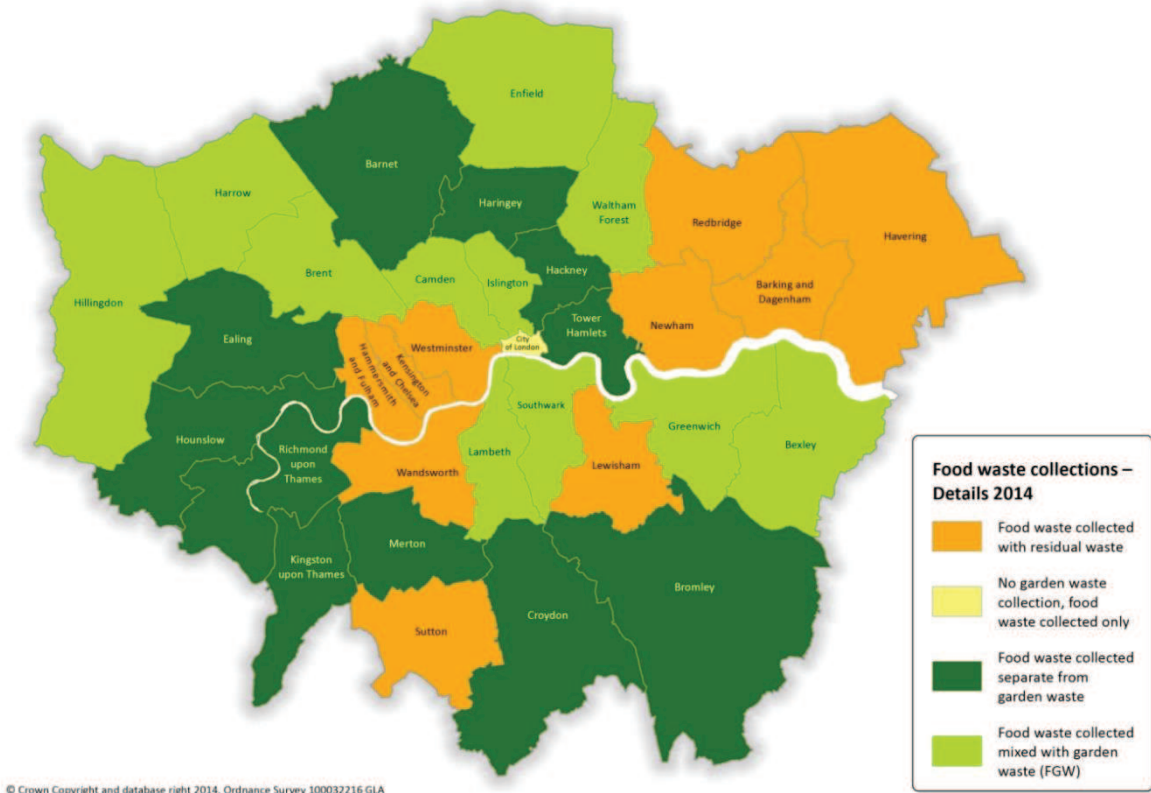 Enfield
Barnet
Harrow
Haringey
Waltham
Forest
Redbridge
Havering
Hillingdon
Brent
Camden
Islington
Hackney
Barking and
Dagenham
Ealing
Tower
Hamlets
Newham
City
of London
Westminster
Kensington
and Chelsea
Hammersmith
and Fulham
Hounslow
Richmond
upon
Thames
Wandsworth
Lambeth
Southwark
Lewisham
Greenwich
Bexley
Kingston
upon Thames
Merton
Sutton
Croydon
Bromley
Food waste collections –
Details 2014
Food waste collected
with residual waste
No garden waste
collection, food
waste collected only
Food waste collected
separate from
garden waste
Food waste collected
mixed with garden
waste (FGW)
© Crown Copyright and database right 2014. Ordnance Survey 100032216 GLA